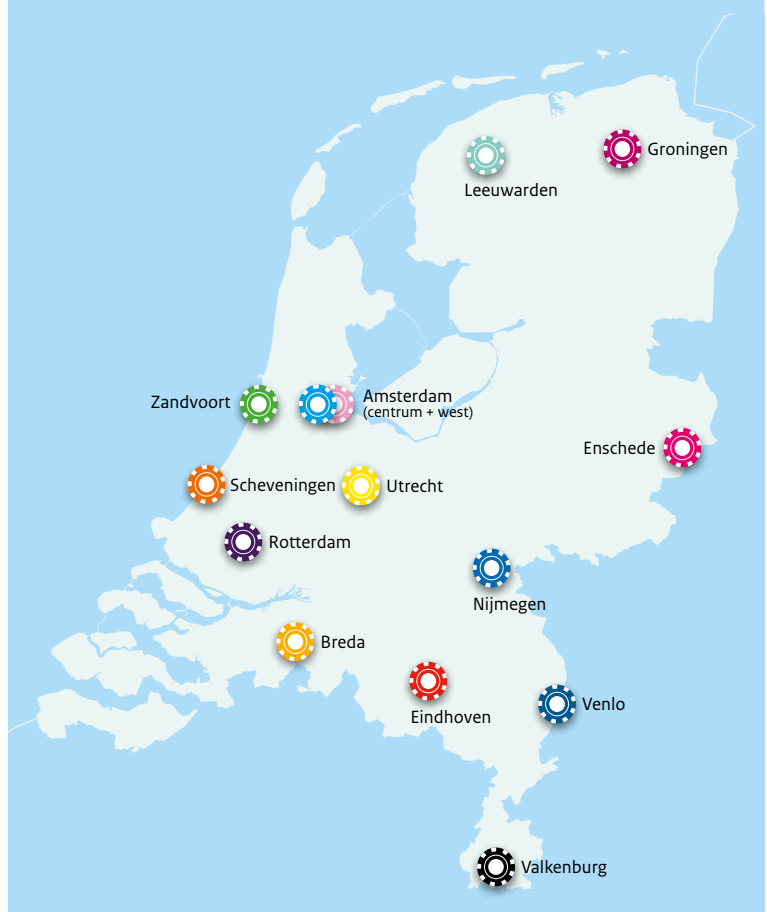 Groningen
Leeuwarden
Zandvoort
Amsterdam
(centrum + west)
Enschede
Scheveningen
Utrecht
Rotterdam
Nijmegen
Breda
Eindhoven
Venlo
Valkenburg